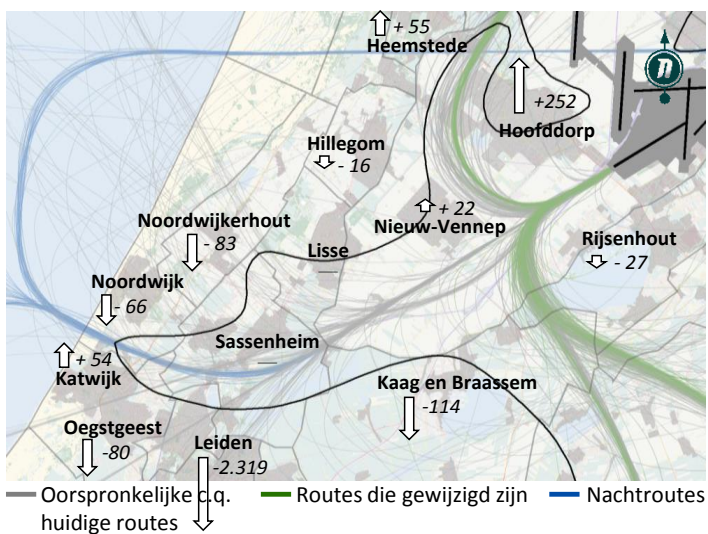 + 55
Heemstede
+252
Hoofddorp
Hillegom
- 16
+ 22
Nieuw-Vennep
Noordwijkerhout
- 83
Lisse
—
Rijsenhout
- 27
Noordwijk
- 66
Sassenheim
—
+ 54
Katwijk
Kaag en Braassem
-114
Oegstgeest
-80
Leiden
-2.319
Oorspronkelijke c.q.
huidige routes
Routes die gewijzigd zijn
Nachtroutes